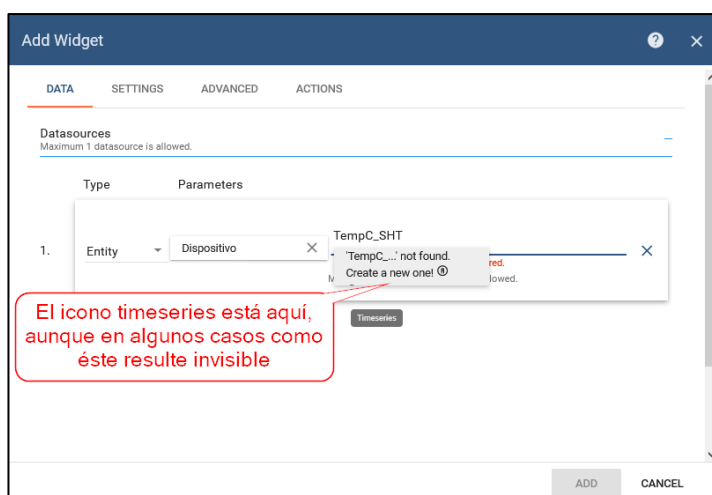 Add Widget
DATA SETTINGS ADVANCED ACTIONS
Datasources
Maximum 1 datasource is allowed.
Type Parameters
1. Entity Dispositivo TempC_SHT
'TempC_...' not found.
Create a new one!
red.
lowed.
Timeseries
El icono timeseries está aquí,
aunque en algunos casos como
éste resulte invisible
ADD CANCEL